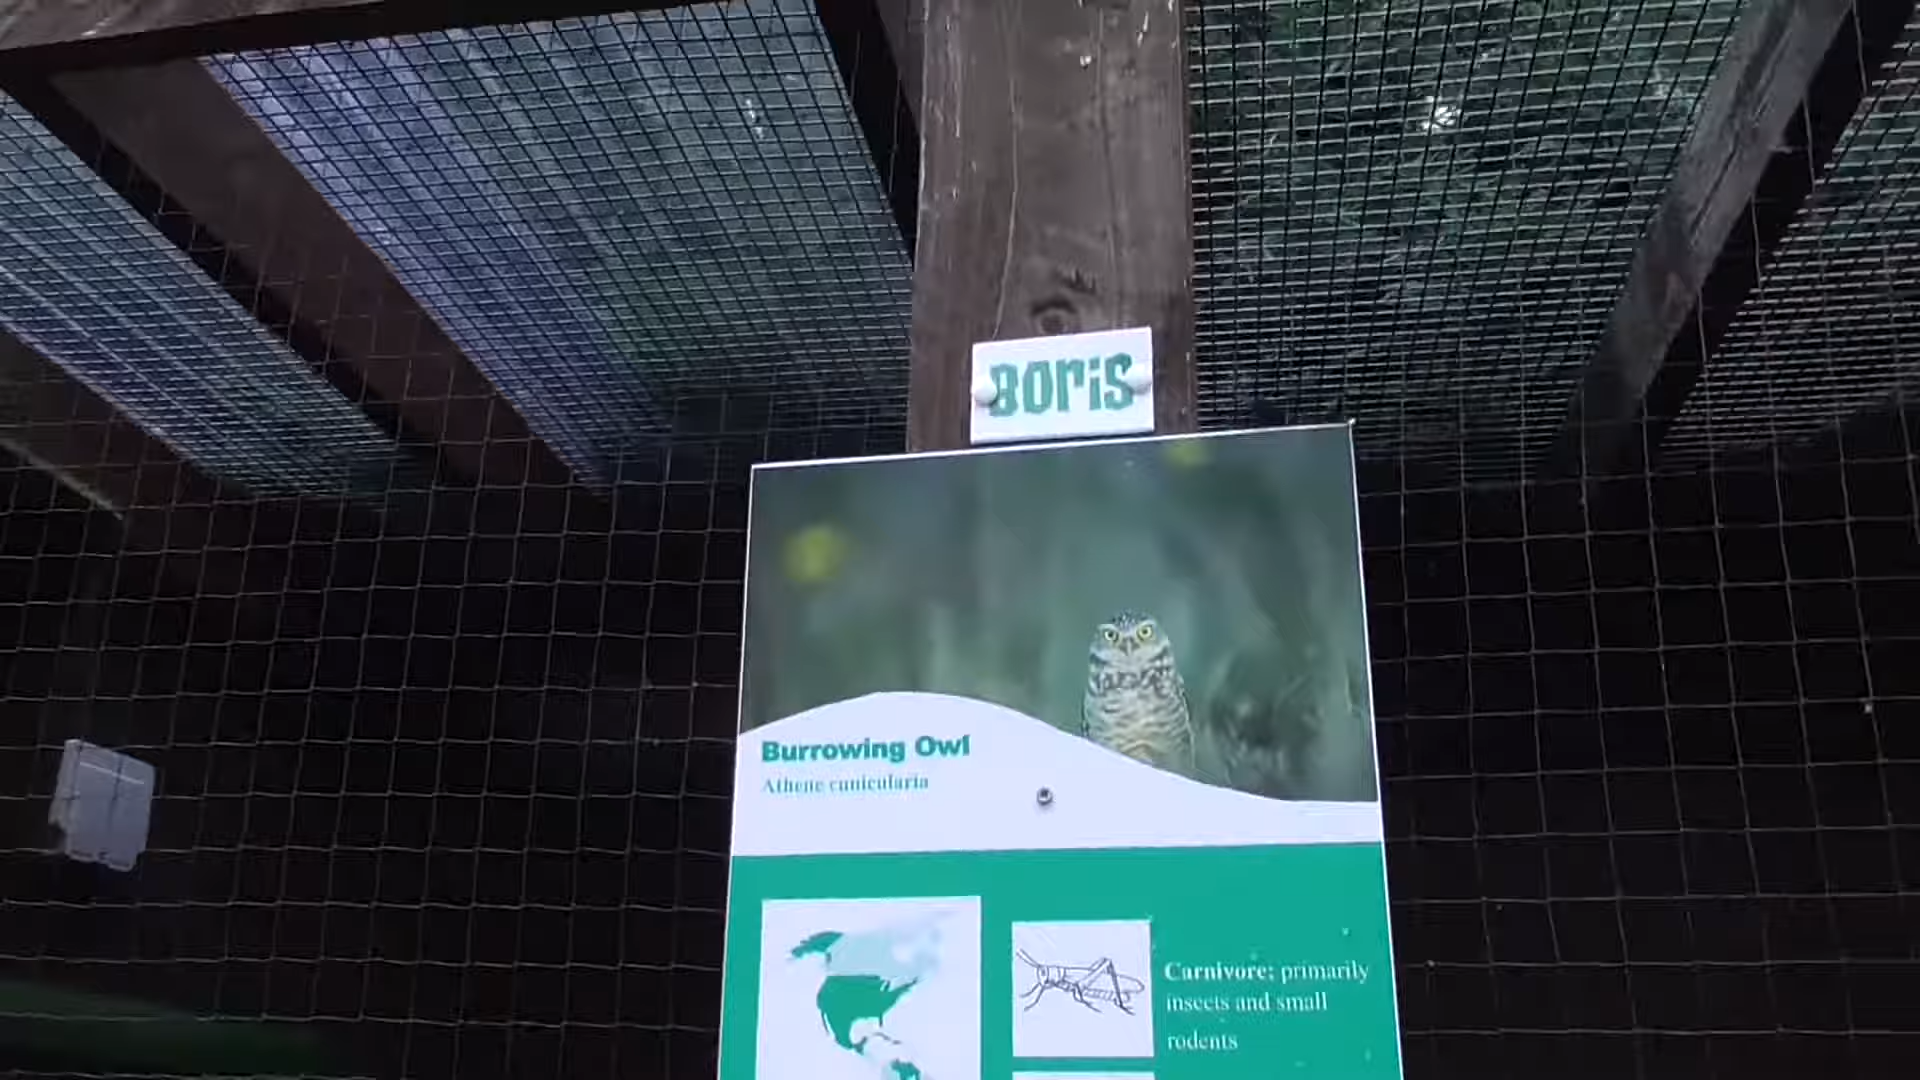 BORiS
Burrowing Owl
Athene cunicularia
Carnivore: primarily
insects and small
rodents